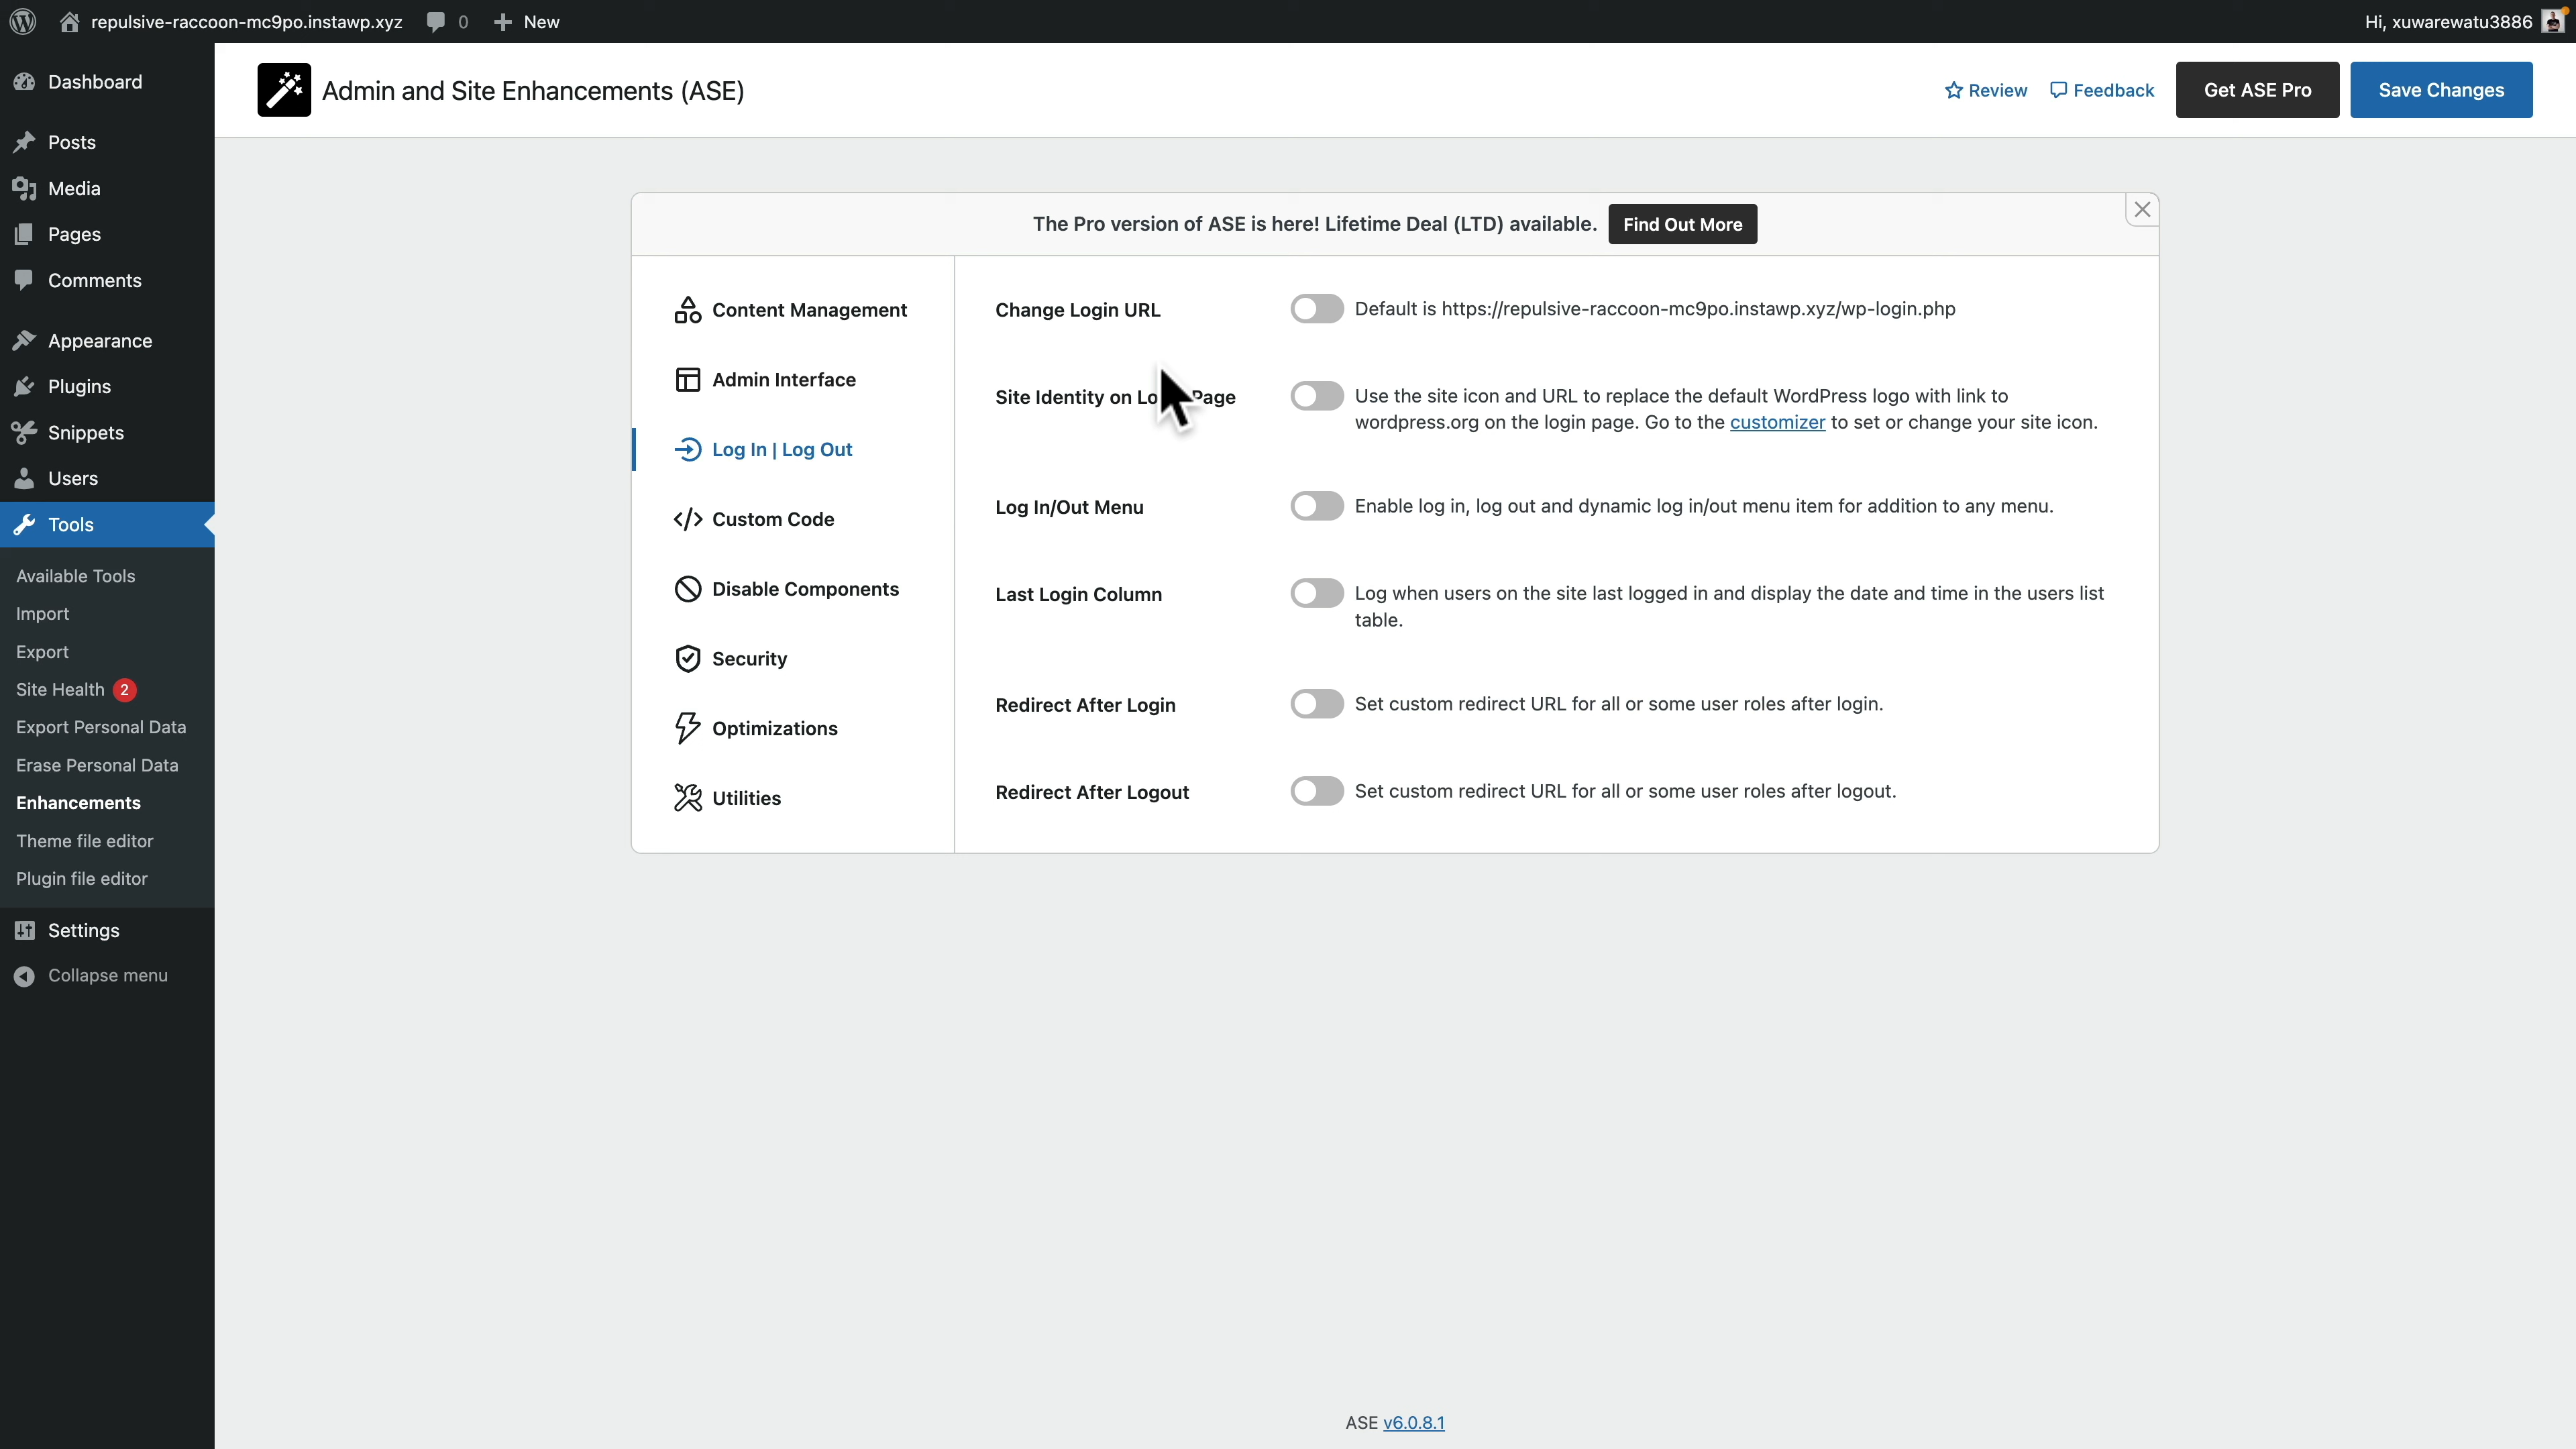 repulsive-raccoon-mc9po.instawp.xyz 0 New
Hi, xuwarewatu3886
Dashboard
Posts
Media
Pages
Comments
Appearance
Plugins
Snippets
Users
Tools
Available Tools
Import
Export
Site Health 2
Export Personal Data
Erase Personal Data
Enhancements
Theme file editor
Plugin file editor
Settings
Collapse menu
Admin and Site Enhancements (ASE)
Review
Feedback
Get ASE Pro
Save Changes
The Pro version of ASE is here! Lifetime Deal (LTD) available.
Find Out More
Content Management
Admin Interface
Log In | Log Out
Custom Code
Disable Components
Security
Optimizations
Utilities
Change Login URL
Default is https://repulsive-raccoon-mc9po.instawp.xyz/wp-login.php
Site Identity on Lo Page
Use the site icon and URL to replace the default WordPress logo with link to
wordpress.org on the login page. Go to the customizer to set or change your site icon.
Log In/Out Menu
Enable log in, log out and dynamic log in/out menu item for addition to any menu.
Last Login Column
Log when users on the site last logged in and display the date and time in the users list
table.
Redirect After Login
Set custom redirect URL for all or some user roles after login.
Redirect After Logout
Set custom redirect URL for all or some user roles after logout.
ASE v6.0.8.1